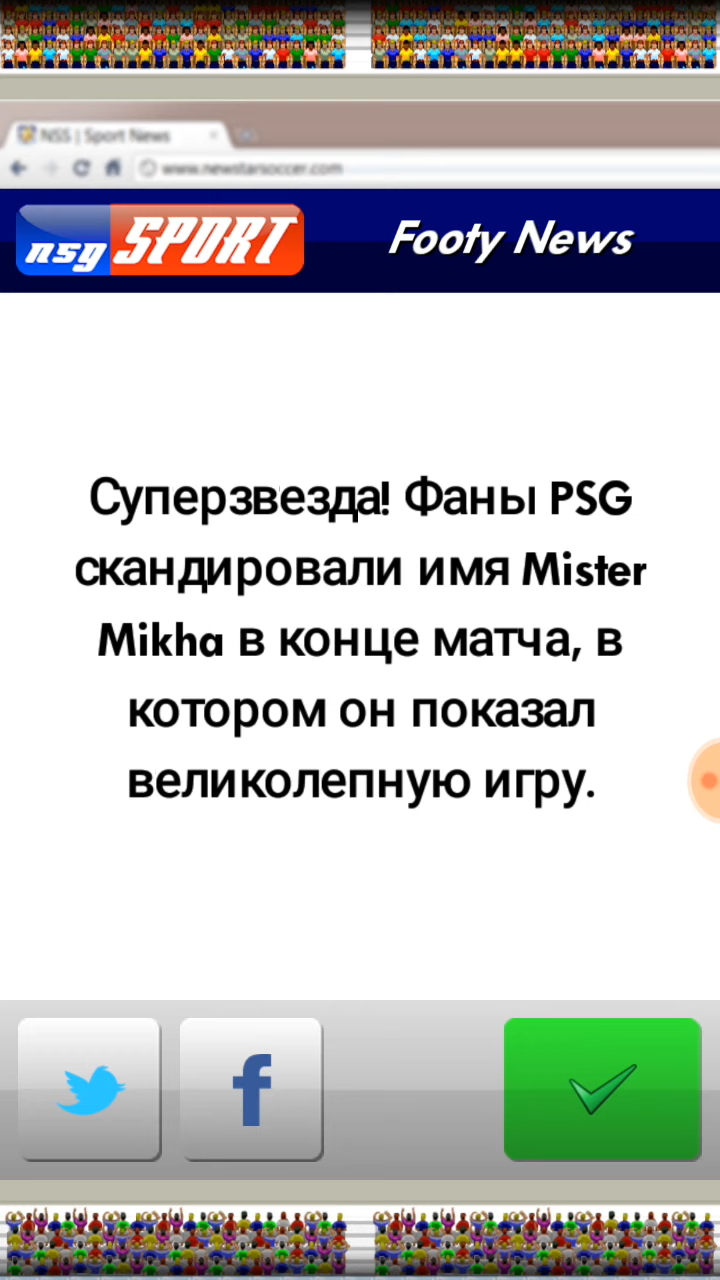 NSS | Sport News
www.newstarsoccer.com
nsg SPORT
Footy News
Суперзвезда! Фаны PSG
скандировали имя Mister
Mikha в конце матча, в
котором он показал
великолепную игру.